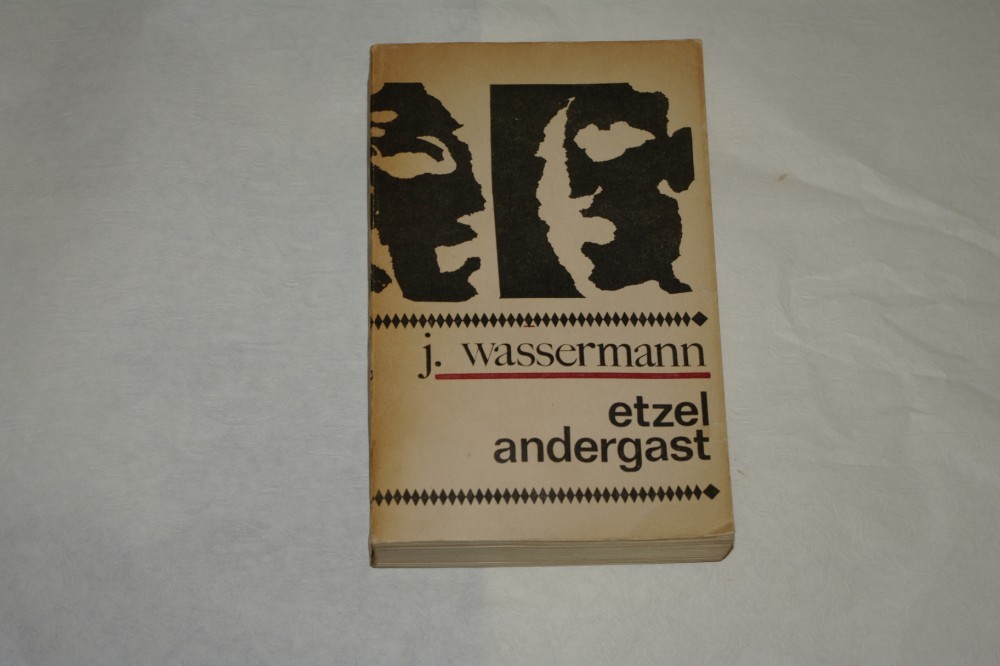 j. wassermann
etzel
andergast